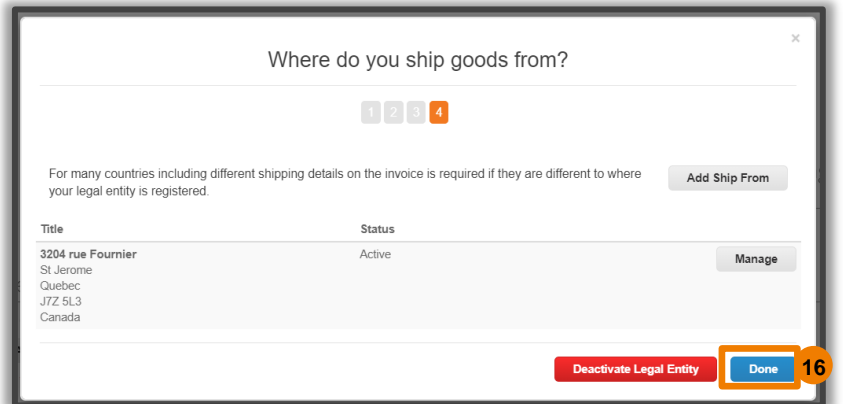 ×
Where do you ship goods from?
1 2 3 4
For many countries including different shipping details on the invoice is required if they are different to where
your legal entity is registered.
Add Ship From
Title Status
3204 rue Fournier Active Manage
St Jerome
Quebec
J7Z 5L3
Canada
Deactivate Legal Entity Done 16